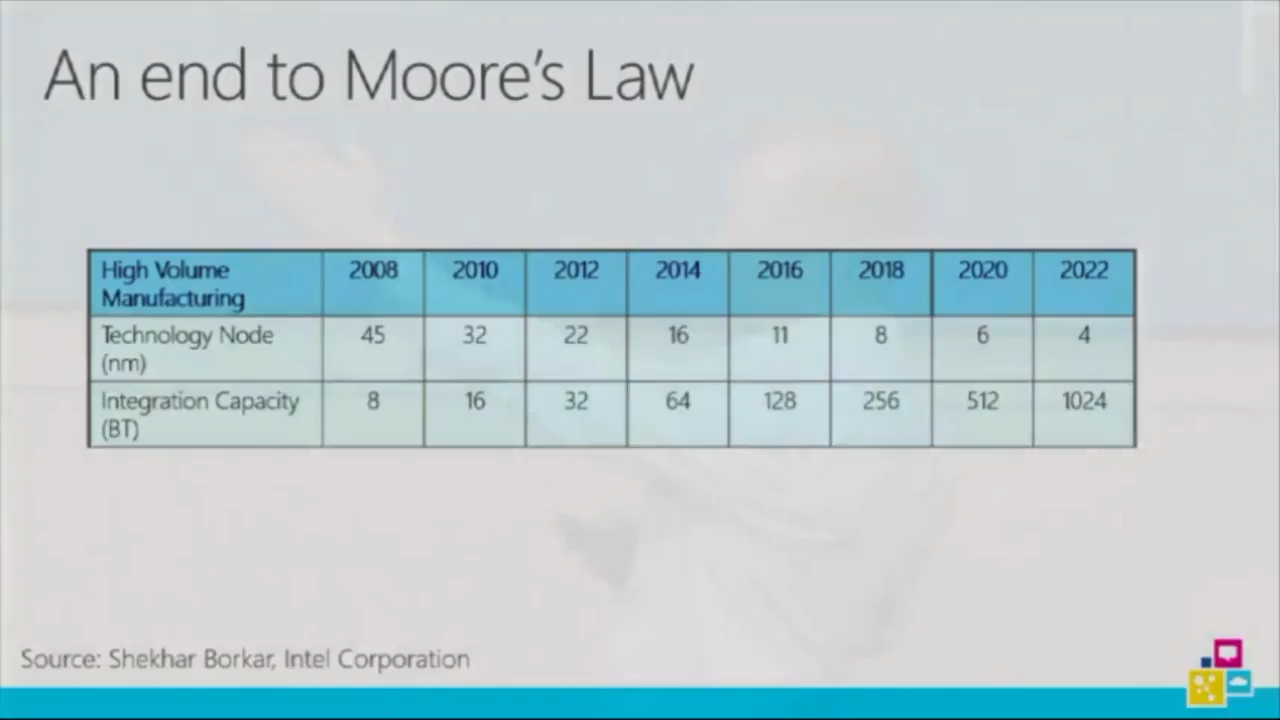 An end to Moore's Law
High Volume Manufacturing 2008 2010 2012 2014 2016 2018 2020 2022
Technology Node (nm) 45 32 22 16 11 8 6 4
Integration Capacity (BT) 8 16 32 64 128 256 512 1024
Source: Shekhar Borkar, Intel Corporation